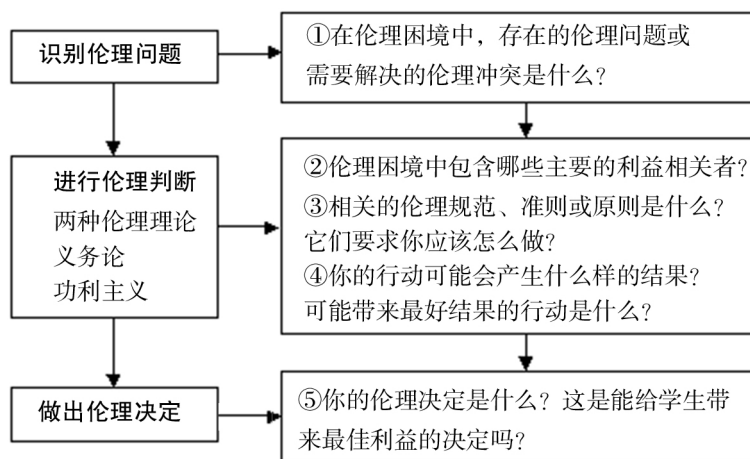 识别伦理问题
①在伦理困境中，存在的伦理问题或
需要解决的伦理冲突是什么？
进行伦理判断
两种伦理理论
义务论
功利主义
②伦理困境中包含哪些主要的利益相关者？
③相关的伦理规范、准则或原则是什么？
它们要求你应该怎么做？
④你的行动可能会产生什么样的结果？
可能带来最好结果的行动是什么？
做出伦理决定
⑤你的伦理决定是什么？这是能给学生带
来最佳利益的决定吗？